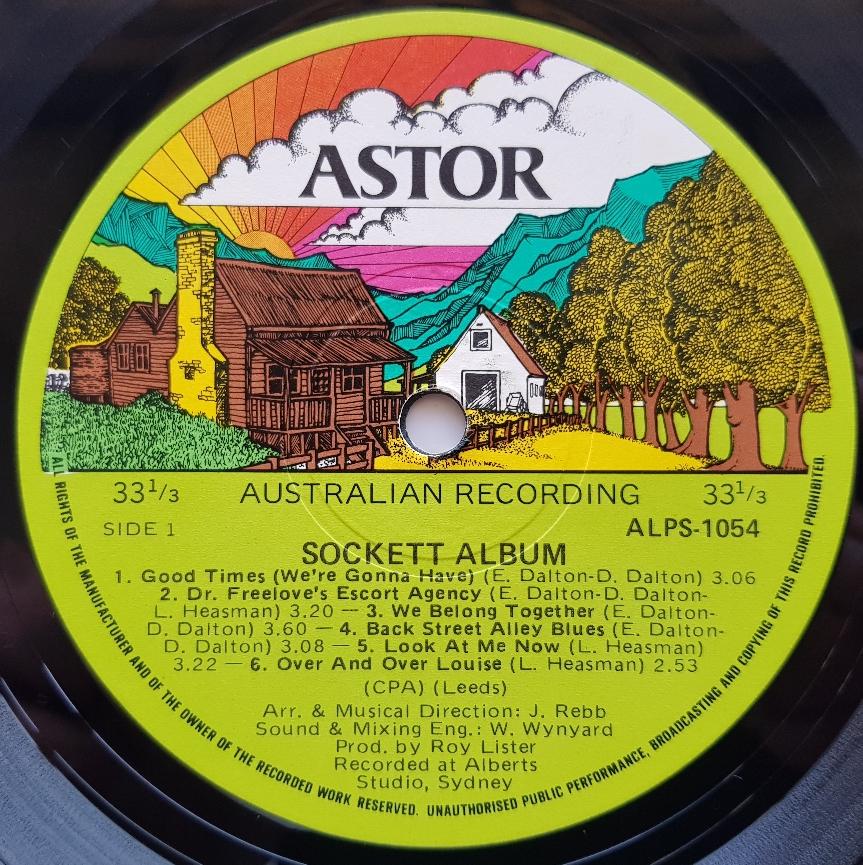 ASTOR
33 1/3 AUSTRALIAN RECORDING 33 1/3
SIDE 1 ALPS-1054
SOCKETT ALBUM
1. Good Times (We're Gonna Have) (E. Dalton-D. Dalton) 3.06
2. Dr. Freelove's Escort Agency (E. Dalton-D. Dalton-
L. Heasman) 3.20 — 3. We Belong Together (E. Dalton-
D. Dalton) 3.60 — 4. Back Street Alley Blues (E. Dalton-
D. Dalton) 3.08 — 5. Look At Me Now (L. Heasman)
3.22 — 6. Over And Over Louise (L. Heasman) 2.53
(CPA) (Leeds)
Arr. & Musical Direction: J. Rebb
Sound & Mixing Eng.: W. Wynyard
Prod. by Roy Lister
Recorded at Alberts
Studio, Sydney
ALL RIGHTS OF THE MANUFACTURER AND OF THE OWNER OF THE RECORDED WORK RESERVED. UNAUTHORISED PUBLIC PERFORMANCE, BROADCASTING AND COPYING OF THIS RECORD PROHIBITED.